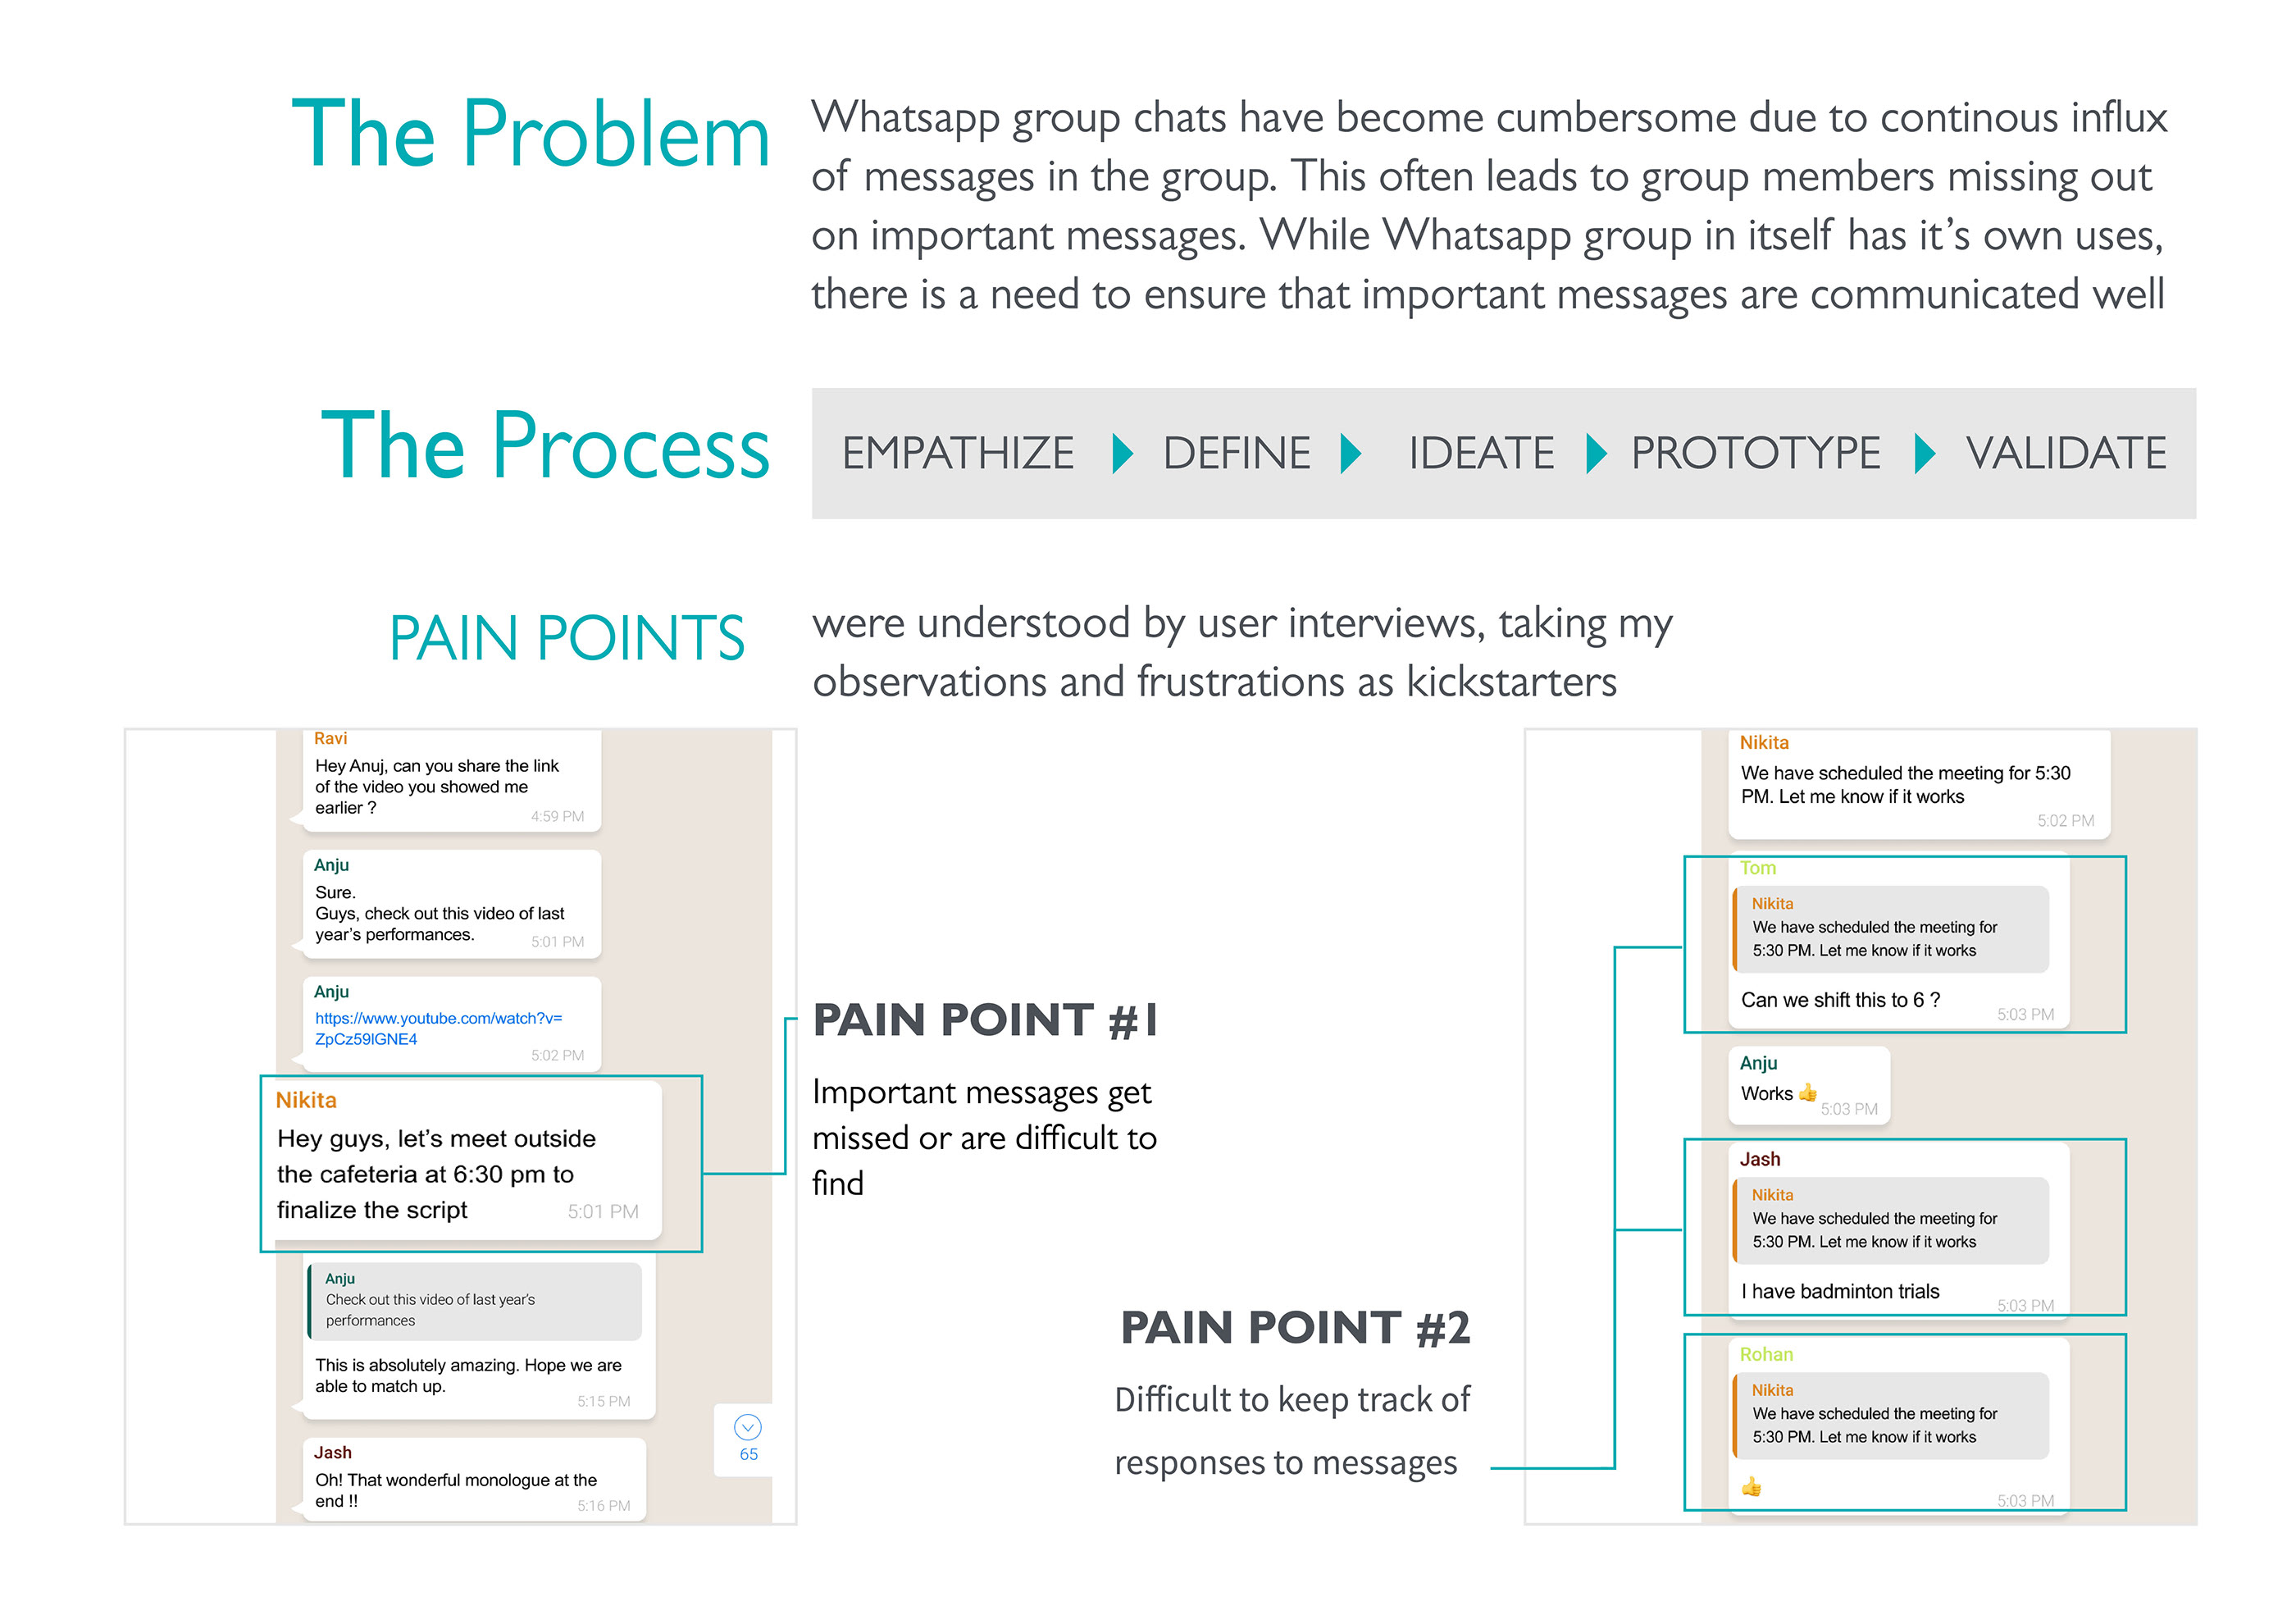 The Problem
Whatsapp group chats have become cumbersome due to continous influx
of messages in the group. This often leads to group members missing out
on important messages. While Whatsapp group in itself has it's own uses,
there is a need to ensure that important messages are communicated well
The Process
EMPATHIZE DEFINE IDEATE PROTOTYPE VALIDATE
PAIN POINTS
were understood by user interviews, taking my
observations and frustrations as kickstarters
Ravi
Hey Anuj, can you share the link
of the video you showed me
earlier ?
4:59 PM
Anju
Sure.
Guys, check out this video of last
year's performances.
5:01 PM
Anju
https://www.youtube.com/watch?v=
ZpCz59IGNE4
5:02 PM
Nikita
Hey guys, let's meet outside
the cafeteria at 6:30 pm to
finalize the script
5:01 PM
Anju
Check out this video of last year's
performances
This is absolutely amazing. Hope we are
able to match up.
5:15 PM
65
Jash
Oh! That wonderful monologue at the
end !!
5:16 PM
PAIN POINT #1
Important messages get
missed or are difficult to
find
PAIN POINT #2
Difficult to keep track of
responses to messages
Nikita
We have scheduled the meeting for 5:30
PM. Let me know if it works
5:02 PM
Tom
Nikita
We have scheduled the meeting for
5:30 PM. Let me know if it works
Can we shift this to 6 ?
5:03 PM
Anju
Works 👍
5:03 PM
Jash
Nikita
We have scheduled the meeting for
5:30 PM. Let me know if it works
I have badminton trials
5:03 PM
Rohan
Nikita
We have scheduled the meeting for
5:30 PM. Let me know if it works
👍
5:03 PM